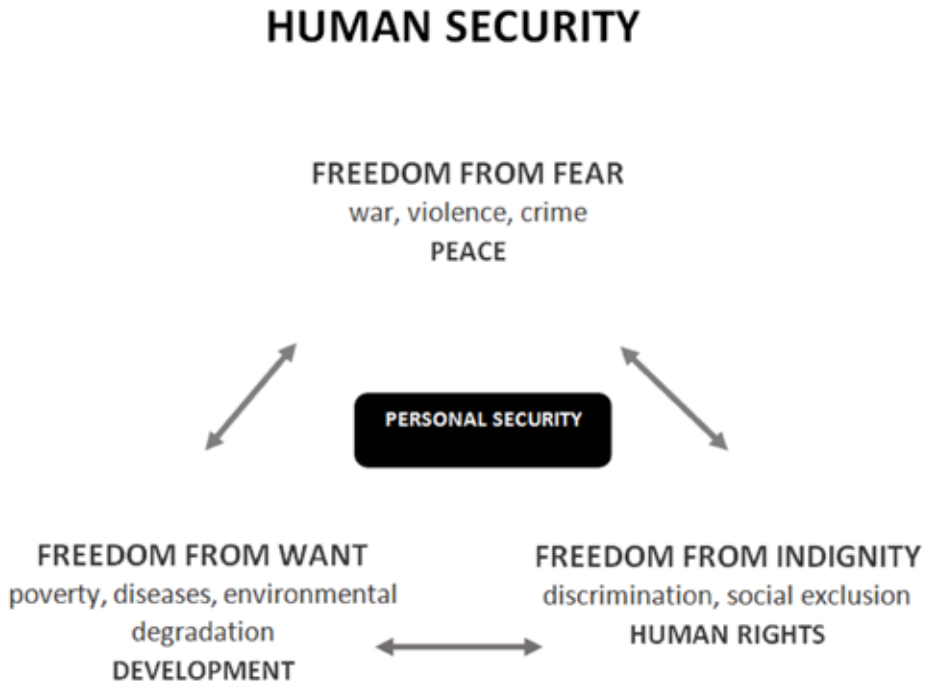 HUMAN SECURITY
FREEDOM FROM FEAR
war, violence, crime
PEACE
PERSONAL SECURITY
FREEDOM FROM WANT
poverty, diseases, environmental
degradation
DEVELOPMENT
FREEDOM FROM INDIGNITY
discrimination, social exclusion
HUMAN RIGHTS